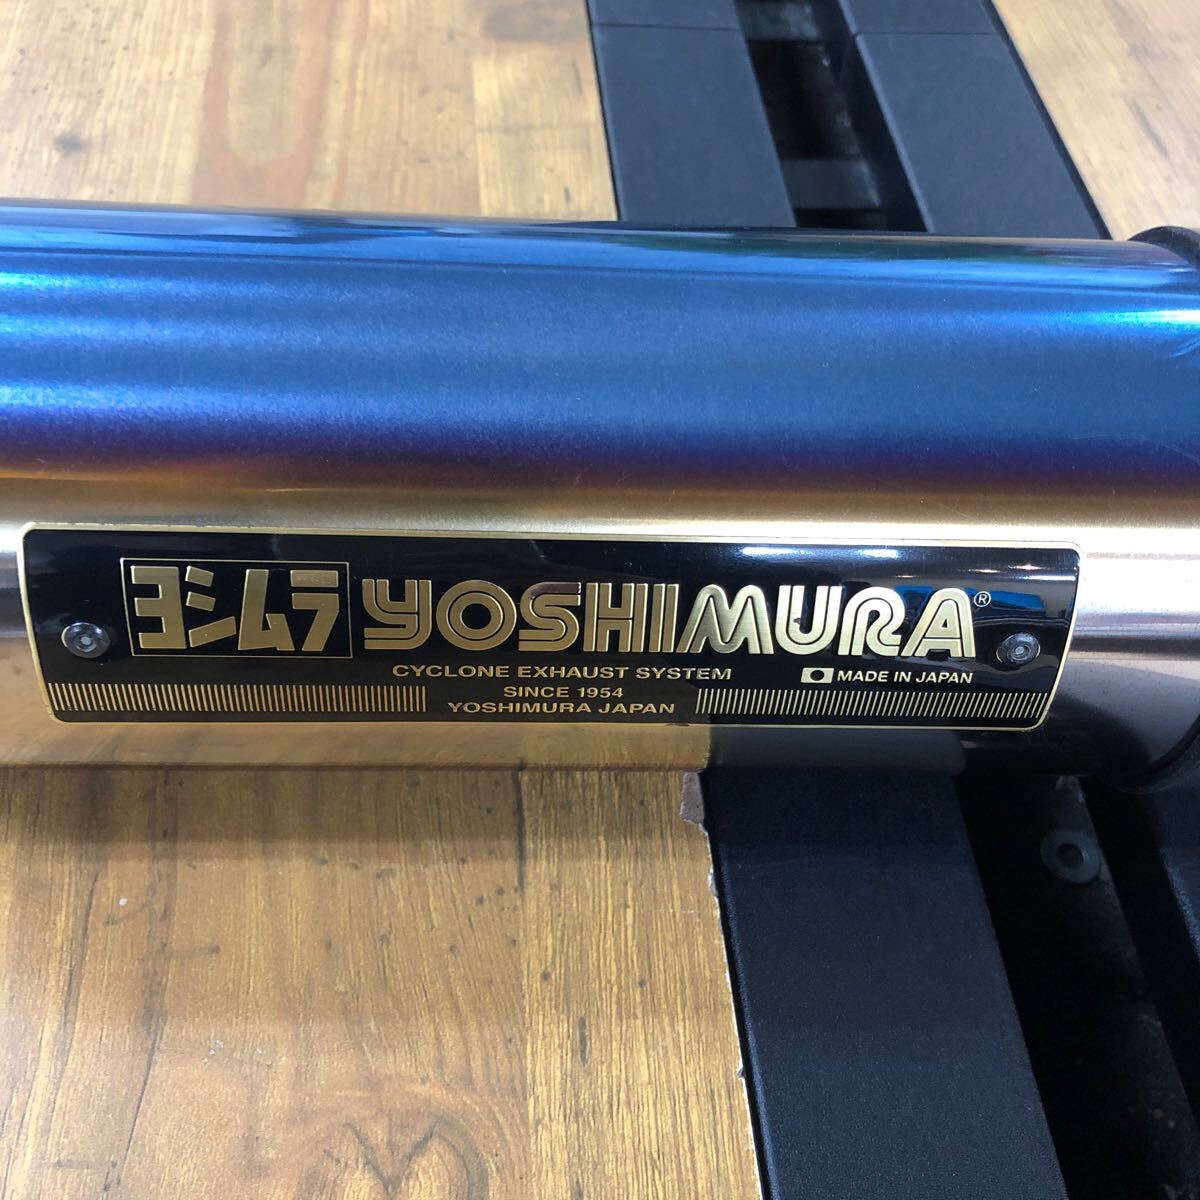 ヨシムラ YOSHIMURA®
CYCLONE EXHAUST SYSTEM MADE IN JAPAN
SINCE 1954
YOSHIMURA JAPAN